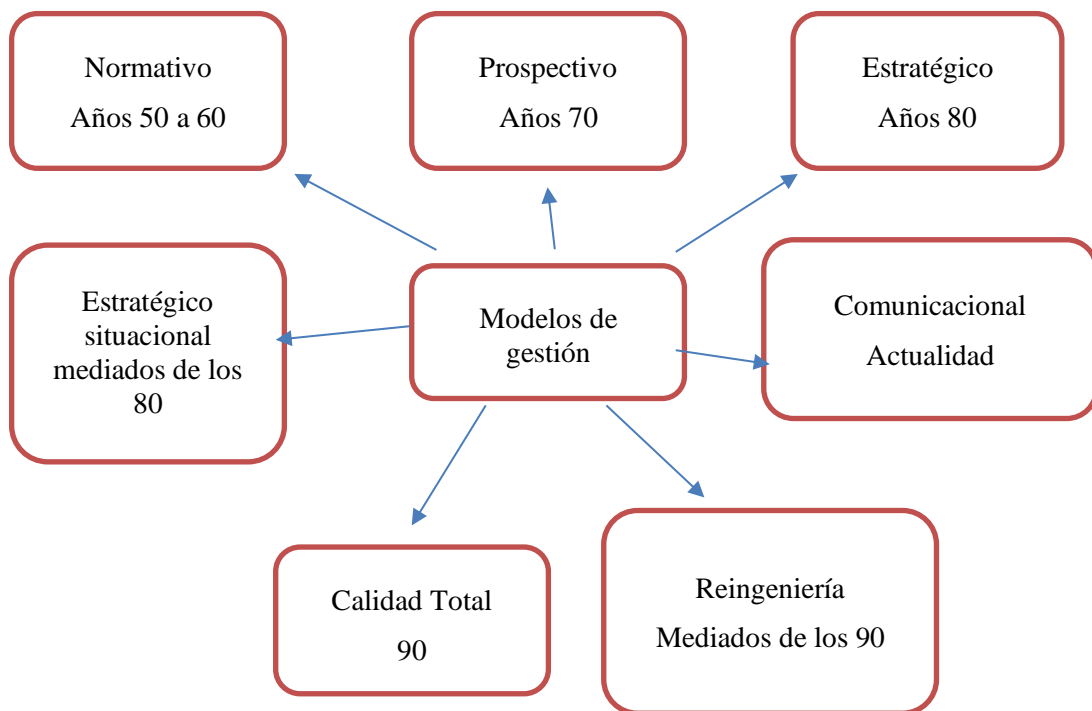 Normativo
Años 50 a 60
Prospectivo
Años 70
Estratégico
Años 80
Estratégico
situacional
mediados de los
80
Modelos de
gestión
Comunicacional
Actualidad
Calidad Total
90
Reingeniería
Mediados de los 90